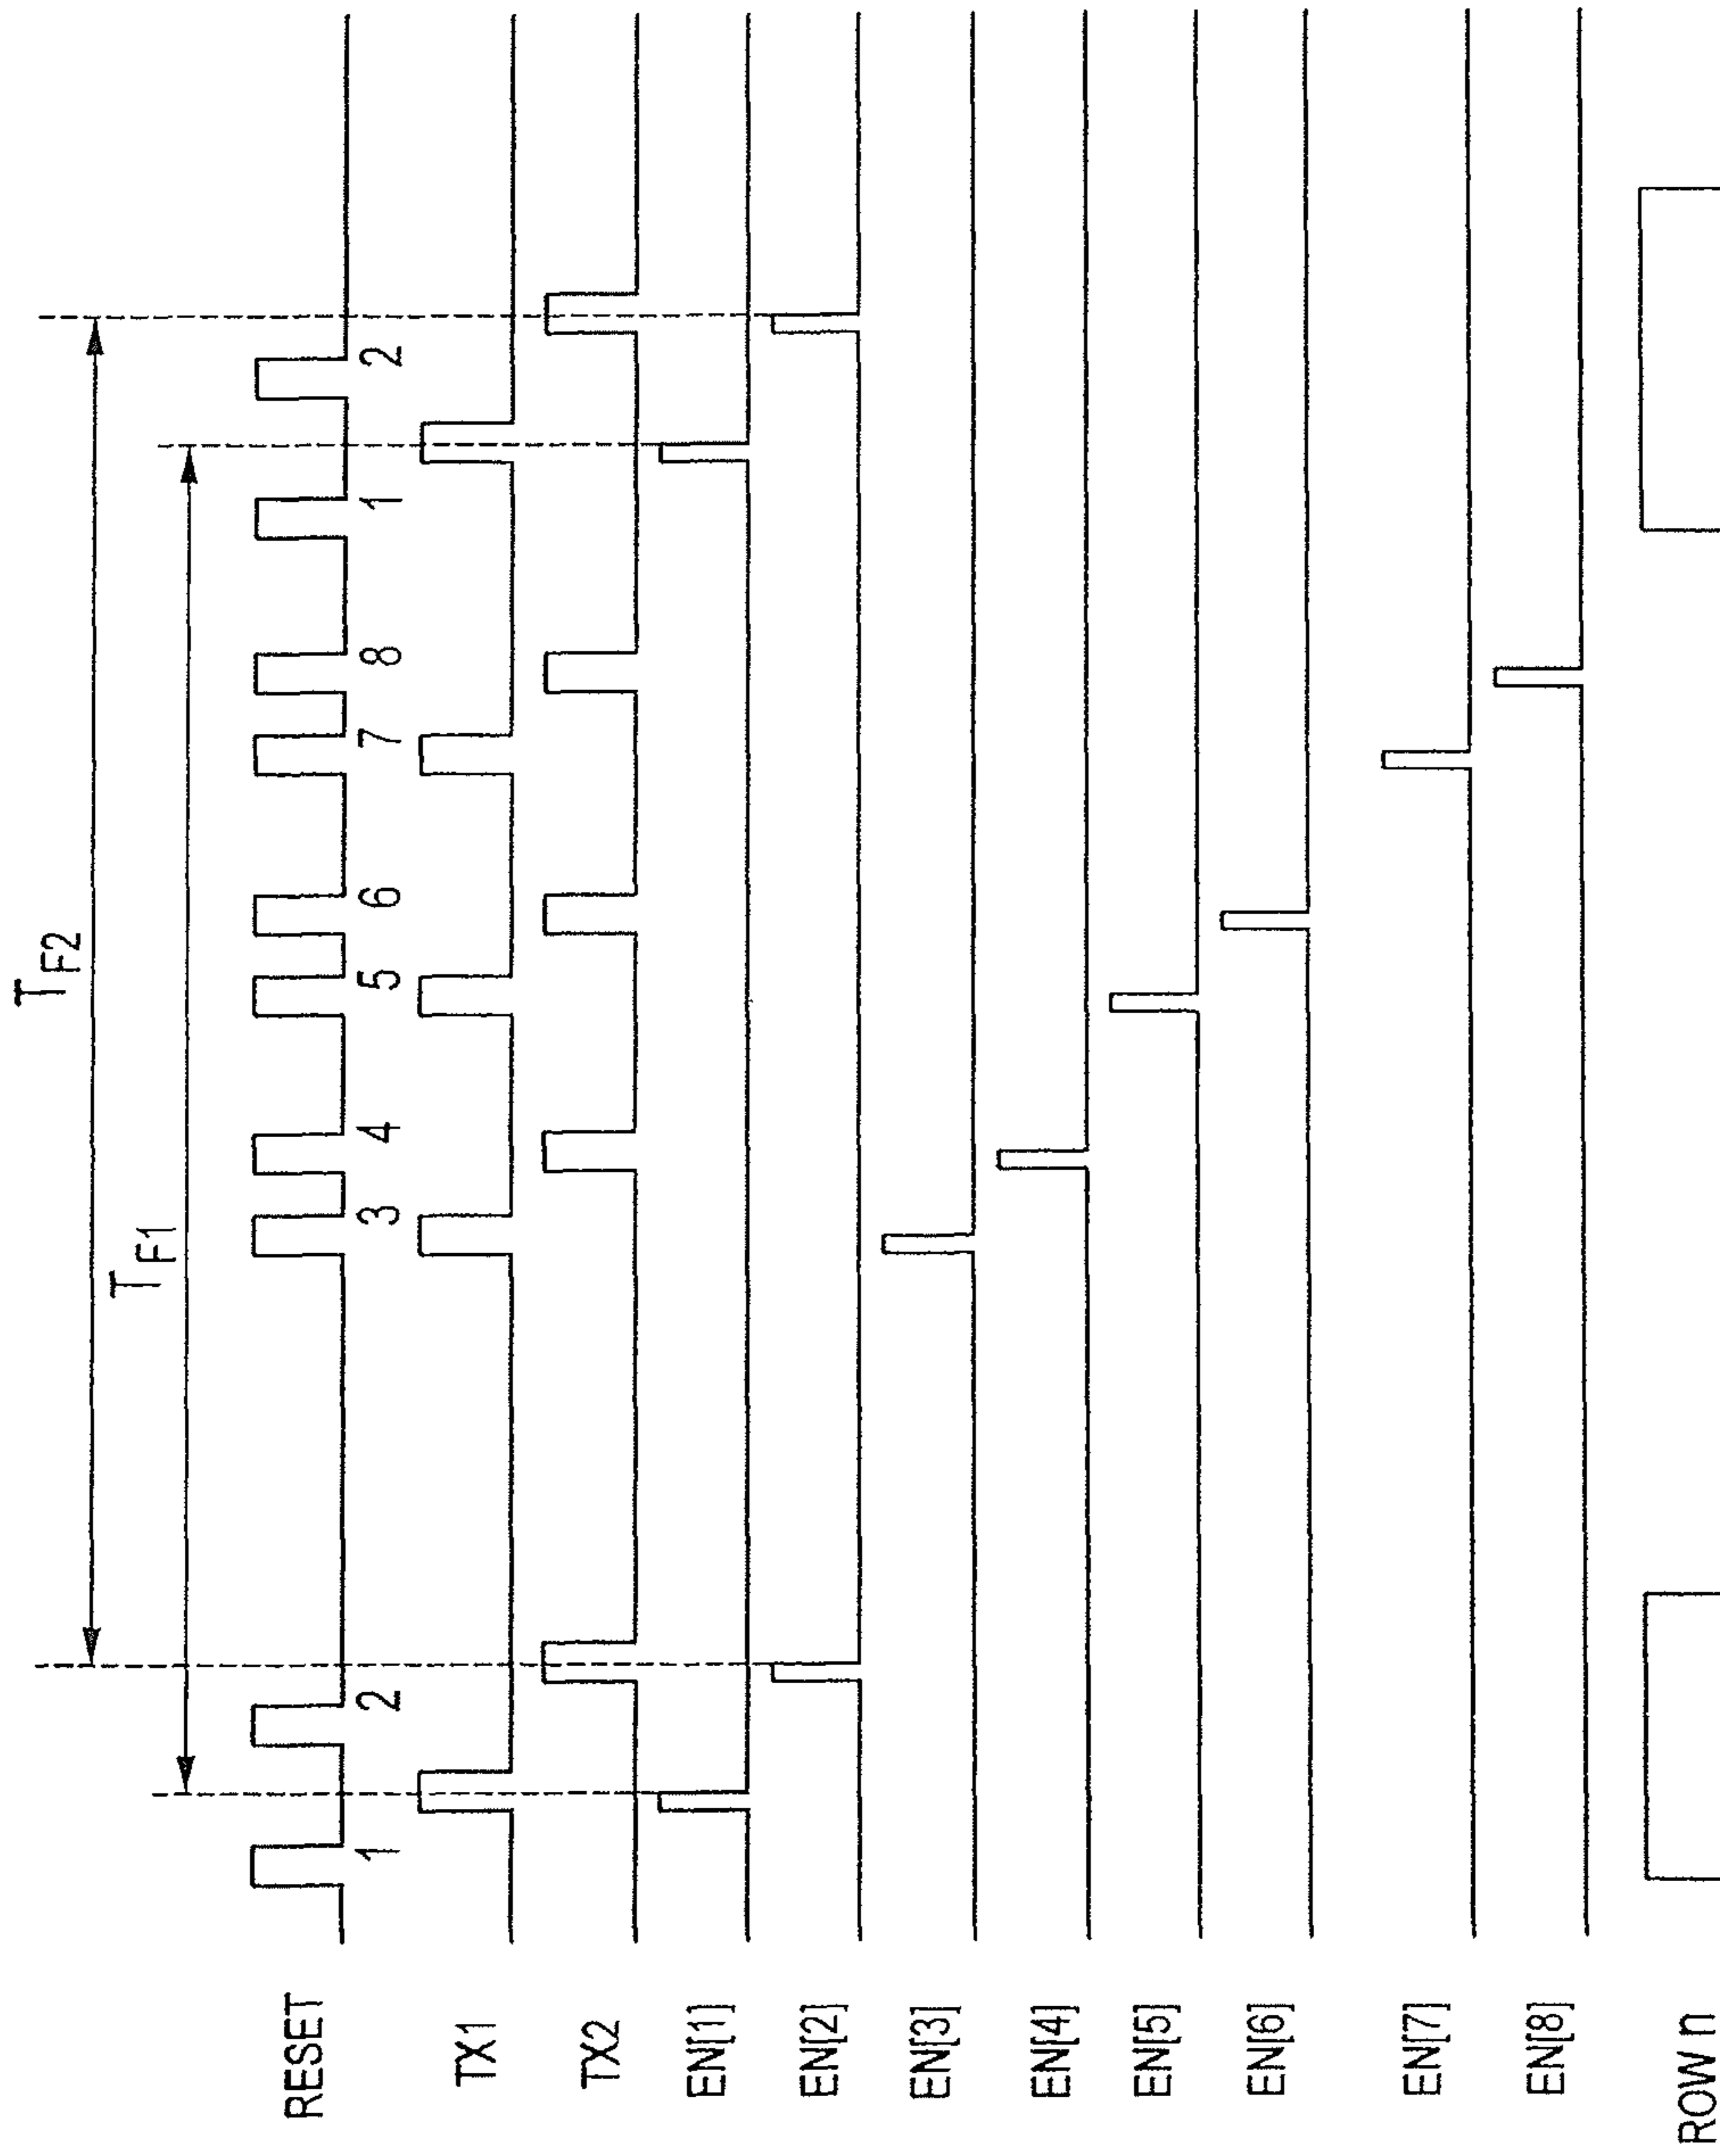 T_F2
T_F1
RESET
1 2 3 4 5 6 7 8 1 2
TX1
TX2
EN[1]
EN[2]
EN[3]
EN[4]
EN[5]
EN[6]
EN[7]
EN[8]
ROW n